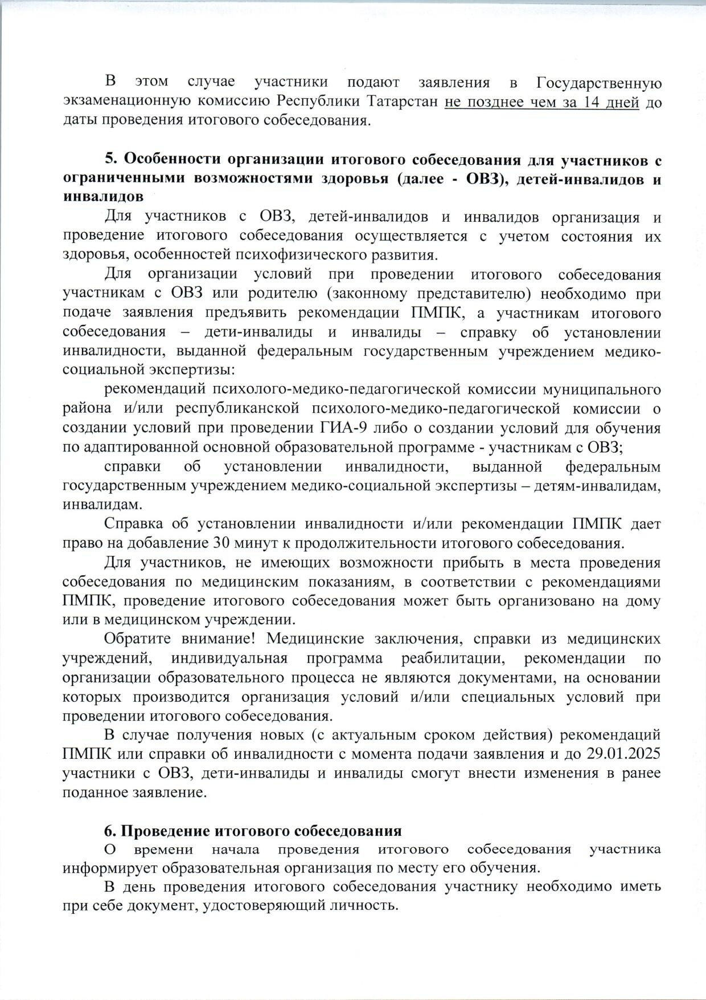 В этом случае участники подают заявления в Государственную
экзаменационную комиссию Республики Татарстан не позднее чем за 14 дней до
даты проведения итогового собеседования.
5. Особенности организации итогового собеседования для участников с
ограниченными возможностями здоровья (далее - ОВЗ), детей-инвалидов и
инвалидов
Для участников с ОВЗ, детей-инвалидов и инвалидов организация и
проведение итогового собеседования осуществляется с учетом состояния их
здоровья, особенностей психофизического развития.
Для организации условий при проведении итогового собеседования
участникам с ОВЗ или родителю (законному представителю) необходимо при
подаче заявления предъявить рекомендации ПМПК, а участникам итогового
собеседования – дети-инвалиды и инвалиды – справку об установлении
инвалидности, выданной федеральным государственным учреждением медико-
социальной экспертизы:
рекомендаций психолого-медико-педагогической комиссии муниципального
района и/или республиканской психолого-медико-педагогической комиссии о
создании условий при проведении ГИА-9 либо о создании условий для обучения
по адаптированной основной образовательной программе - участникам с ОВЗ;
справки об установлении инвалидности, выданной федеральным
государственным учреждением медико-социальной экспертизы – детям-инвалидам,
инвалидам.
Справка об установлении инвалидности и/или рекомендации ПМПК дает
право на добавление 30 минут к продолжительности итогового собеседования.
Для участников, не имеющих возможности прибыть в места проведения
собеседования по медицинским показаниям, в соответствии с рекомендациями
ПМПК, проведение итогового собеседования может быть организовано на дому
или в медицинском учреждении.
Обратите внимание! Медицинские заключения, справки из медицинских
учреждений, индивидуальная программа реабилитации, рекомендации по
организации образовательного процесса не являются документами, на основании
которых производится организация условий и/или специальных условий при
проведении итогового собеседования.
В случае получения новых (с актуальным сроком действия) рекомендаций
ПМПК или справки об инвалидности с момента подачи заявления и до 29.01.2025
участники с ОВЗ, дети-инвалиды и инвалиды смогут внести изменения в ранее
поданное заявление.
6. Проведение итогового собеседования
О времени начала проведения итогового собеседования участника
информирует образовательная организация по месту его обучения.
В день проведения итогового собеседования участнику необходимо иметь
при себе документ, удостоверяющий личность.